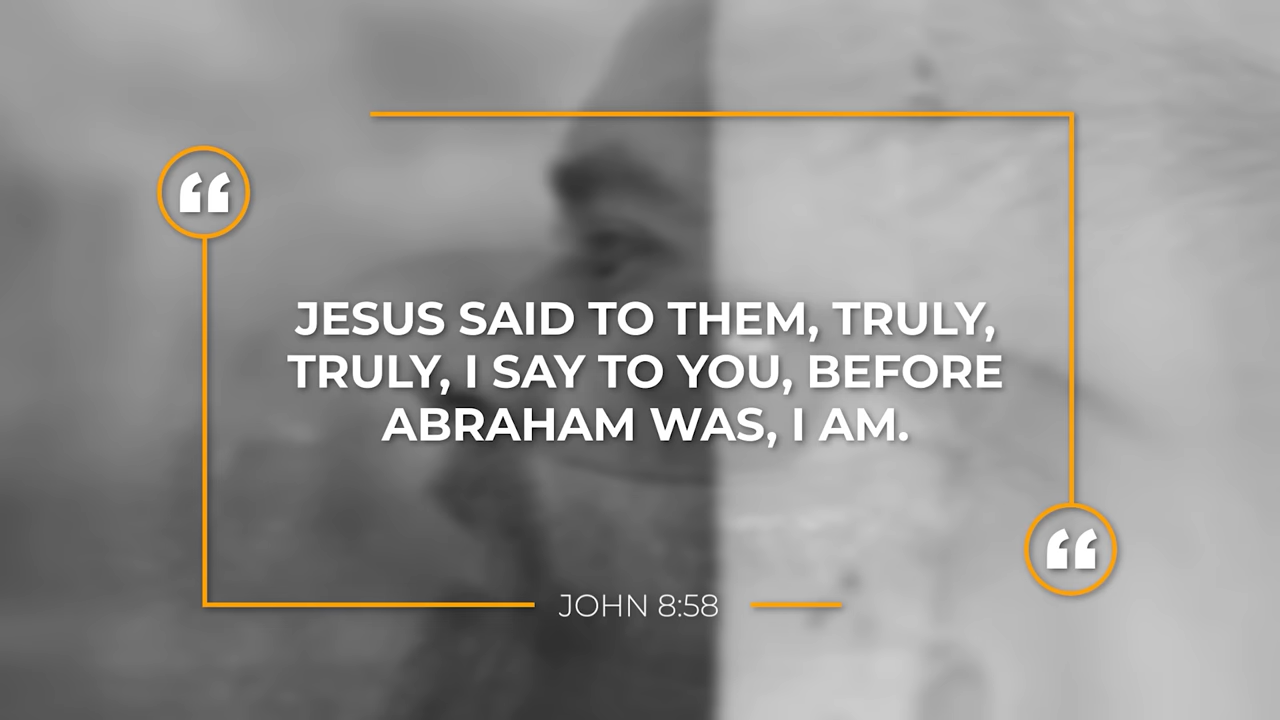 JESUS SAID TO THEM, TRULY,
TRULY, I SAY TO YOU, BEFORE
ABRAHAM WAS, I AM.
JOHN 8:58